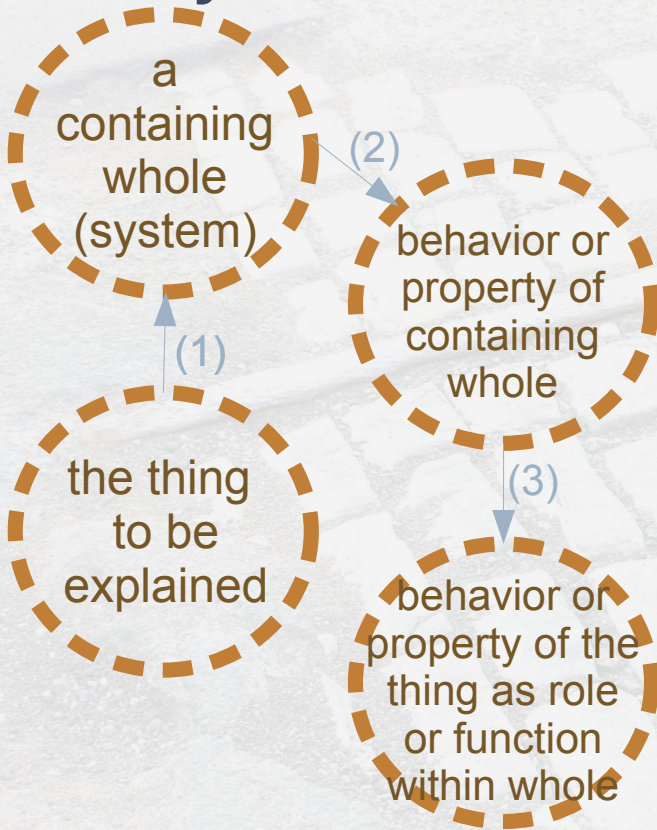 a
containing
whole
(system)
(2)
behavior or
property of
containing
whole
(1)
the thing
to be
explained
(3)
behavior or
property of the
thing as role
or function
within whole